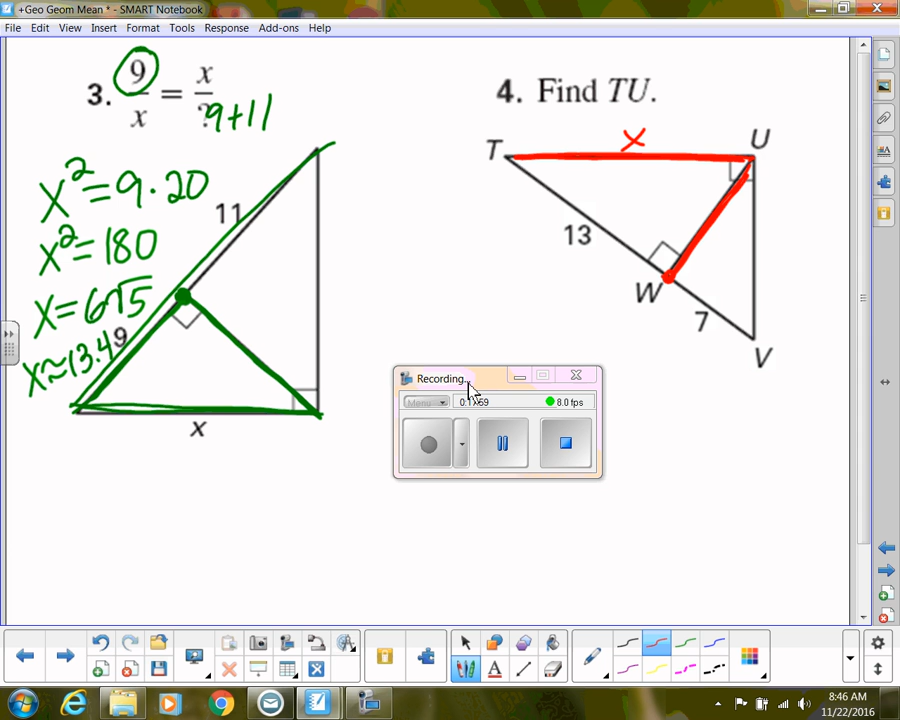 +Geo Geom Mean * - SMART Notebook
File Edit View Insert Format Tools Response Add-ons Help
3. 9/x = x/?
9+11
x² = 9·20
x² = 180
x = 6√5
x ≈ 13.4
11
9
x
4. Find TU.
x
T
U
13
W
7
V
Recording...
Menu
8.0 fps
A
8:46 AM
11/22/2016